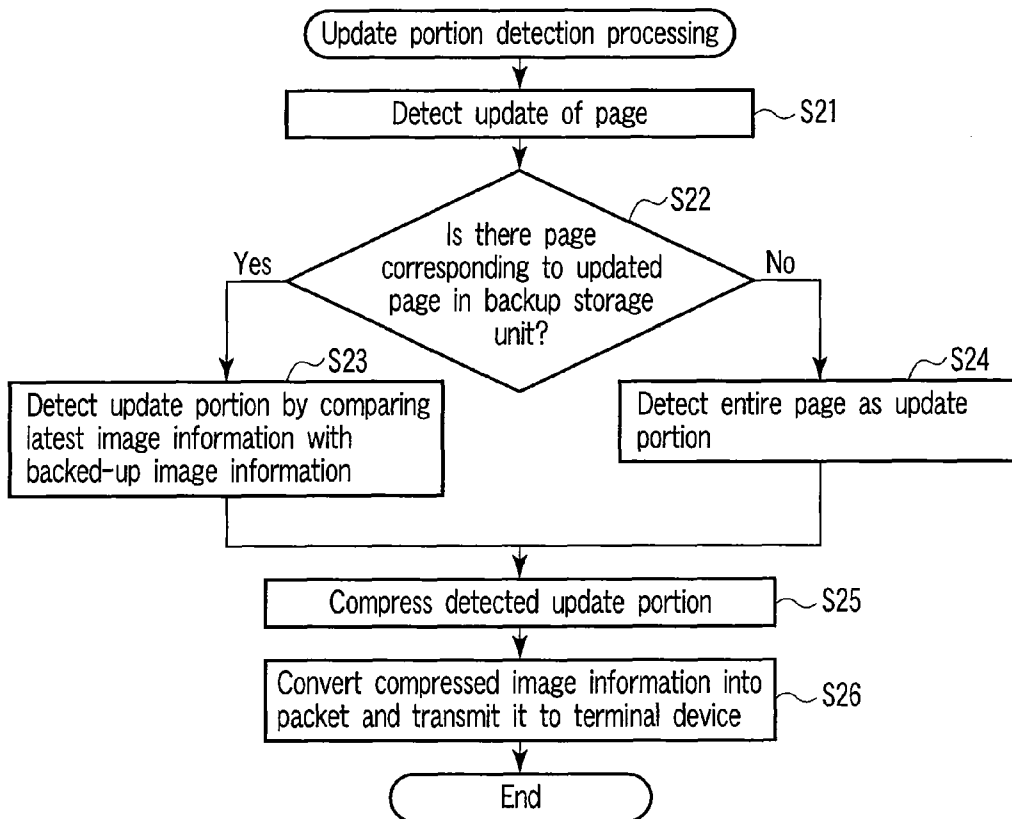 Update portion detection processing
Detect update of page
S21
S22
Is there page
corresponding to updated
page in backup storage
unit?
Yes
No
S23
Detect update portion by comparing
latest image information with
backed-up image information
S24
Detect entire page as update
portion
Compress detected update portion
S25
Convert compressed image information into
packet and transmit it to terminal device
S26
End